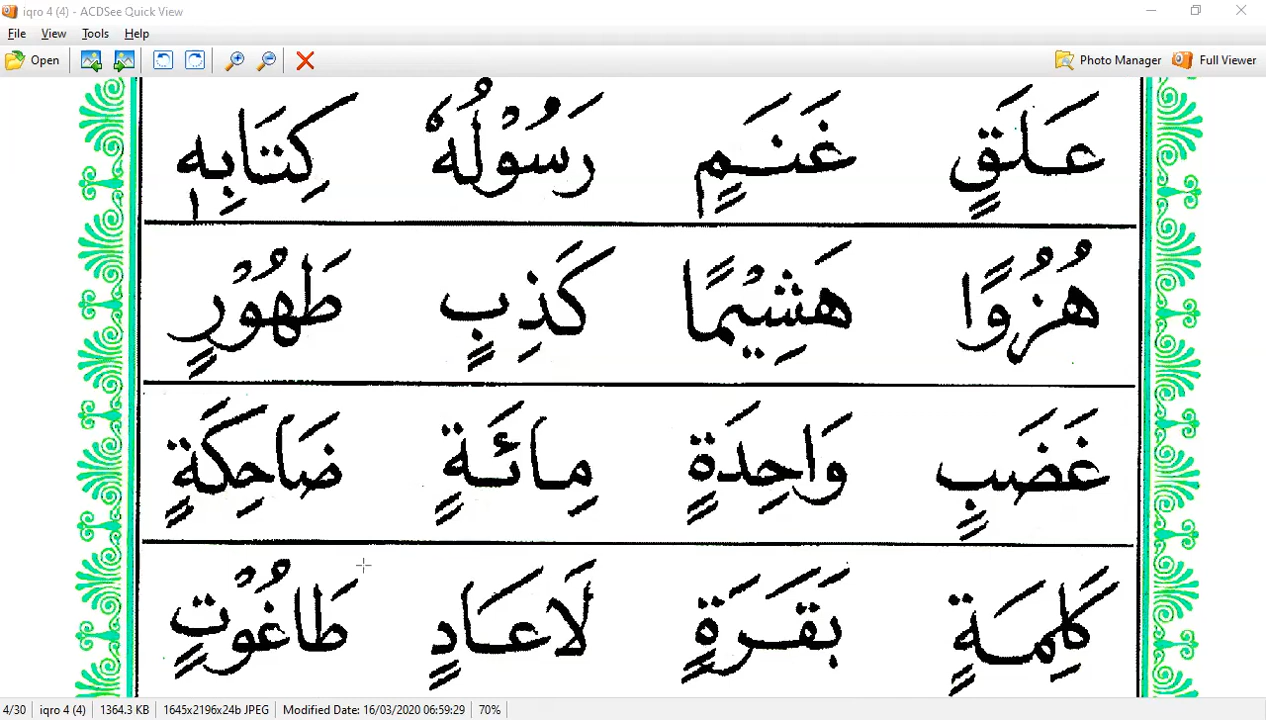 iqro 4 (4) - ACDSee Quick View
File View Tools Help
Open Photo Manager Full Viewer
عَلَقٍ غَنَمٍ رَسُوْلُهٗ كِتَابِهٖ
هُزُوًا هَشِيْمًا كَذِبٍ طَهُوْرٍ
غَضَبٍ وَاحِدَةٍ مِائَةٍ ضَاحِكَةٍ
كَلِمَةٍ بَقَرَةٍ لَاعَادٍ طَاغُوْتٍ
4/30 iqro 4 (4) 1364.3 KB 1645x2196x24b JPEG Modified Date: 16/03/2020 06:59:29 70%